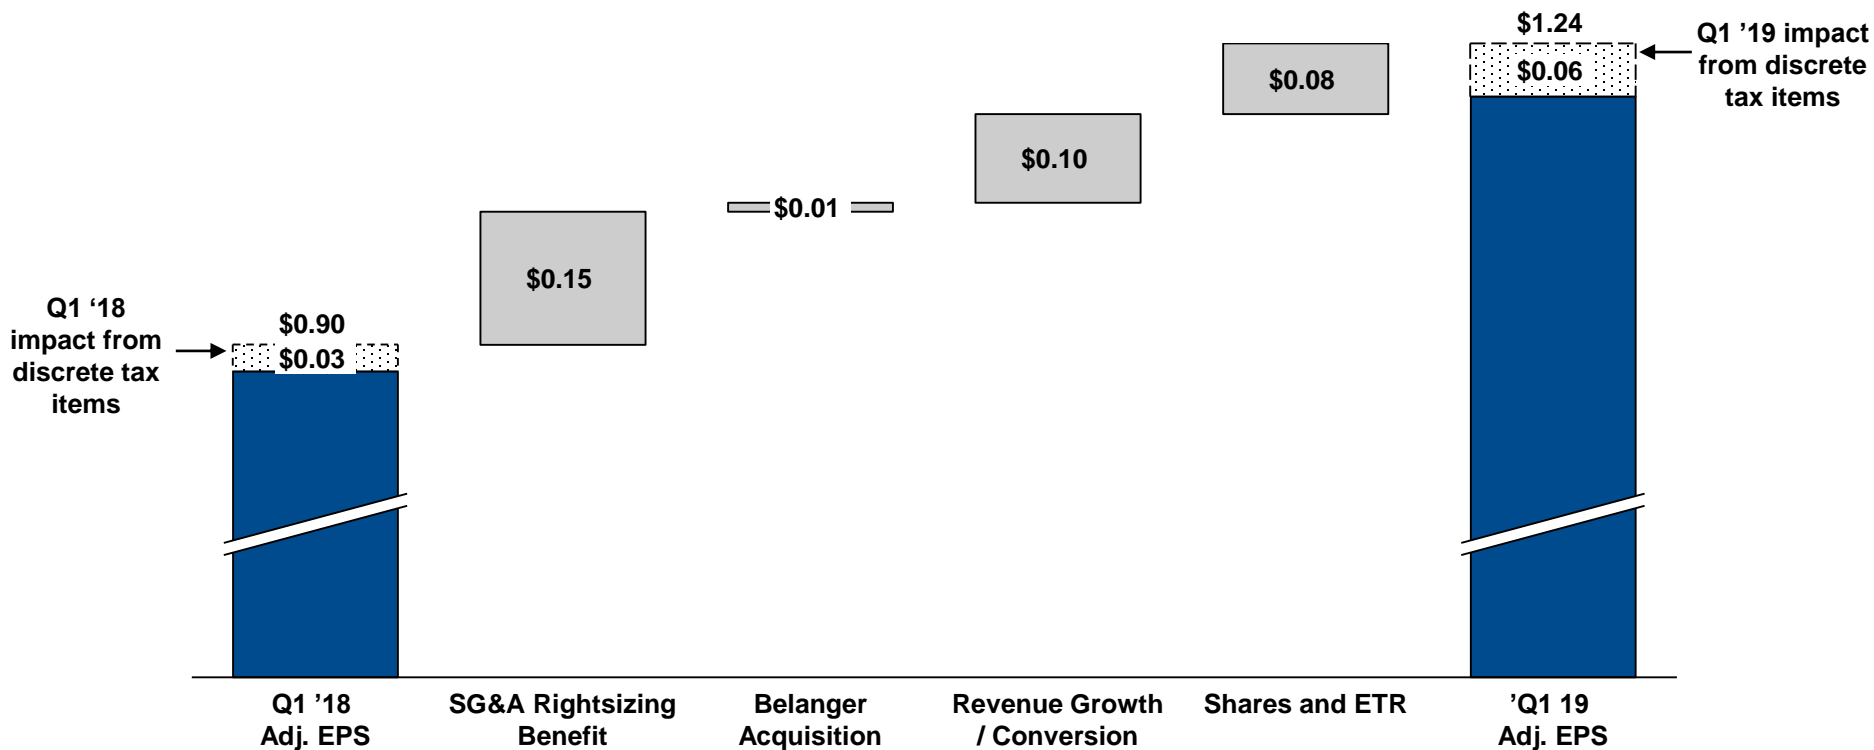 $1.24
Q1 ’19 impact
from discrete
tax items
$0.06
$0.08
$0.10
$0.01
$0.15
Q1 ‘18
impact from
discrete tax
items
$0.90
$0.03
Q1 ’18
Adj. EPS
SG&A Rightsizing
Benefit
Belanger
Acquisition
Revenue Growth
/ Conversion
Shares and ETR
’Q1 19
Adj. EPS